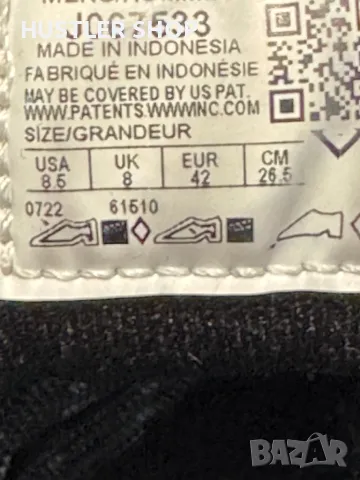 HUSTLER SHOP
MADE IN INDONESIA
FABRIQUÉ EN INDONÉSIE
MAY BE COVERED BY US PAT.
WWW.PATENTS.WWWINC.COM
SIZE/GRANDEUR
USA UK EUR CM
8.5 8 42 26.5
0722 61510
BAZAR